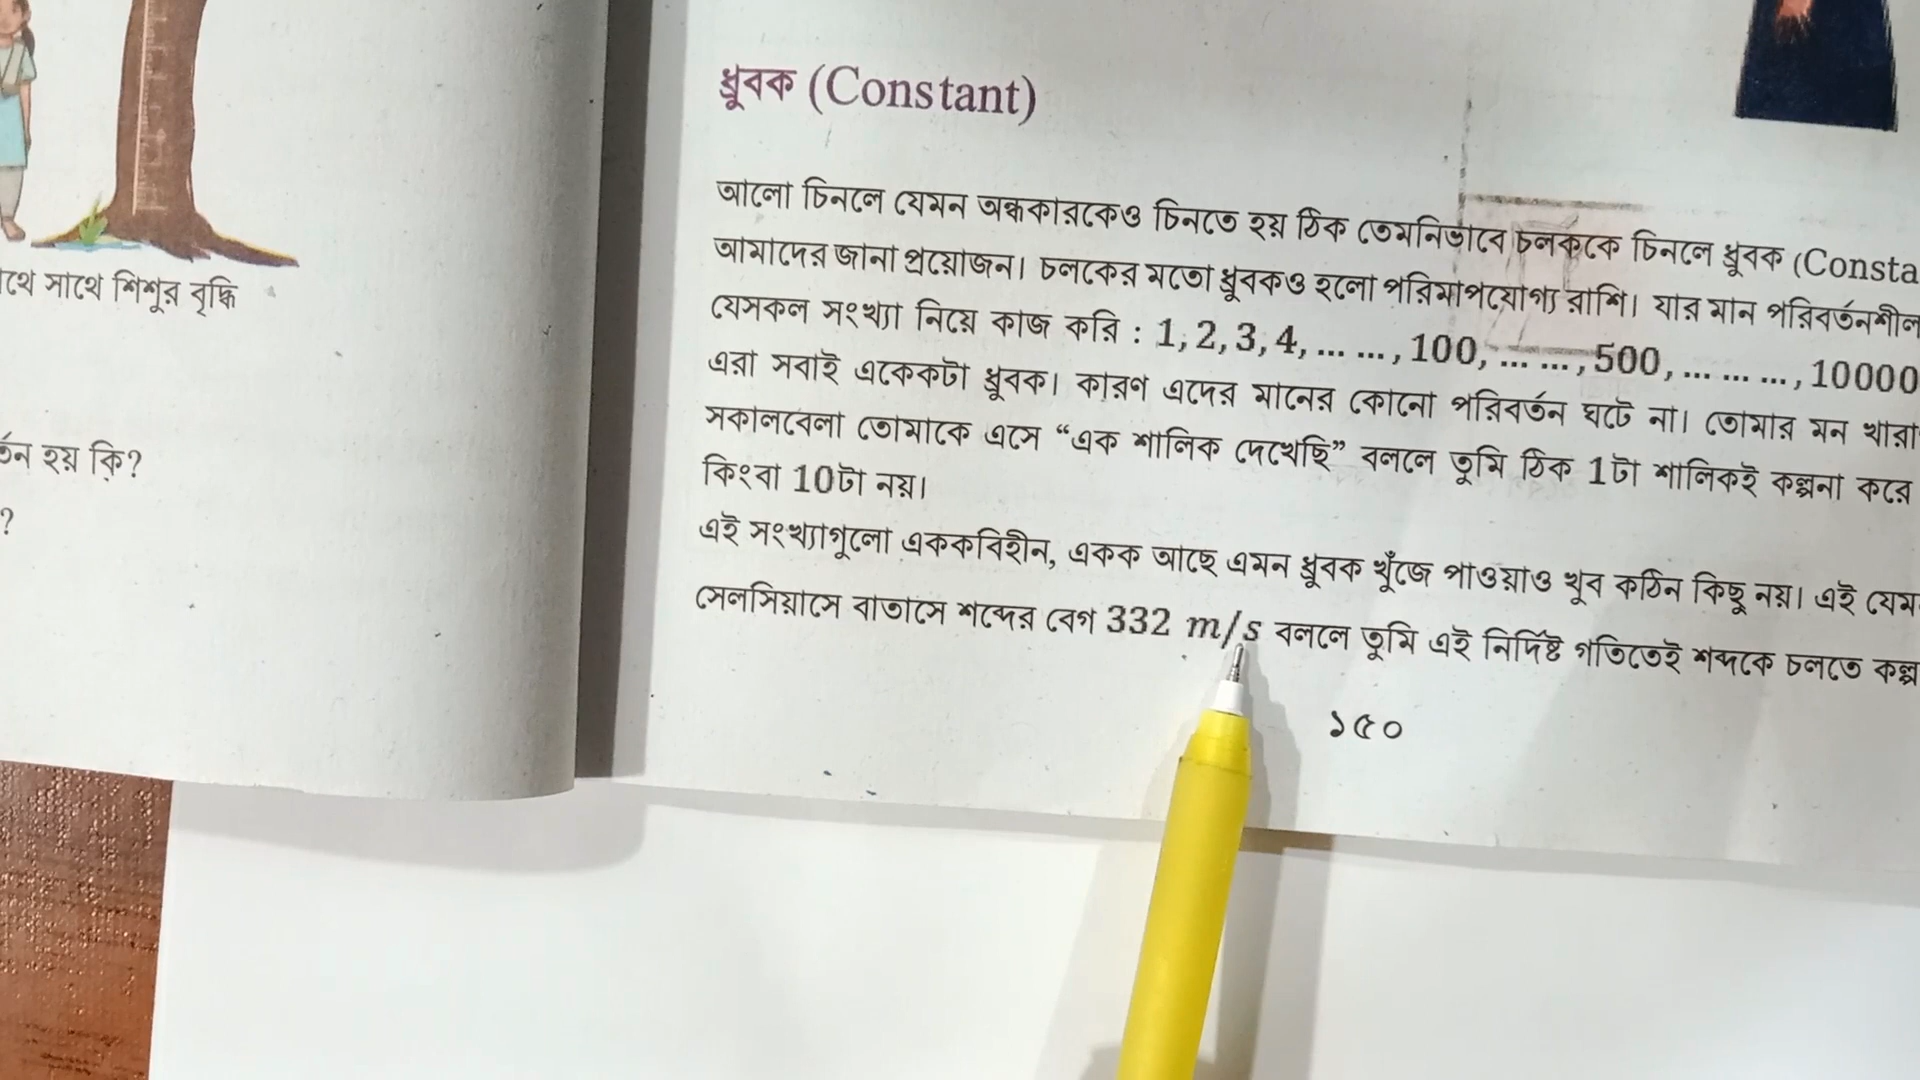 সাথে শিশুর বৃদ্ধি
হয় কি?
?
ধ্রুবক (Constant)
আলো চিনলে যেমন অন্ধকারকেও চিনতে হয় ঠিক তেমনিভাবে চলককে চিনলে ধ্রুবক (Consta
আমাদের জানা প্রয়োজন। চলকের মতো ধ্রুবকও হলো পরিমাপযোগ্য রাশি। যার মান পরিবর্তনশীল
যেসকল সংখ্যা নিয়ে কাজ করি : 1, 2, 3, 4, ... ... , 100, ... ... , 500, ... ... ... , 10000
এরা সবাই একেকটা ধ্রুবক। কারণ এদের মানের কোনো পরিবর্তন ঘটে না। তোমার মন খারা
সকালবেলা তোমাকে এসে “এক শালিক দেখেছি” বললে তুমি ঠিক 1টা শালিকই কল্পনা করে
কিংবা 10টা নয়।
এই সংখ্যাগুলো এককবিহীন, একক আছে এমন ধ্রুবক খুঁজে পাওয়াও খুব কঠিন কিছু নয়। এই যেম
সেলসিয়াসে বাতাসে শব্দের বেগ 332 m/s বললে তুমি এই নির্দিষ্ট গতিতেই শব্দকে চলতে কল্প
১৫০